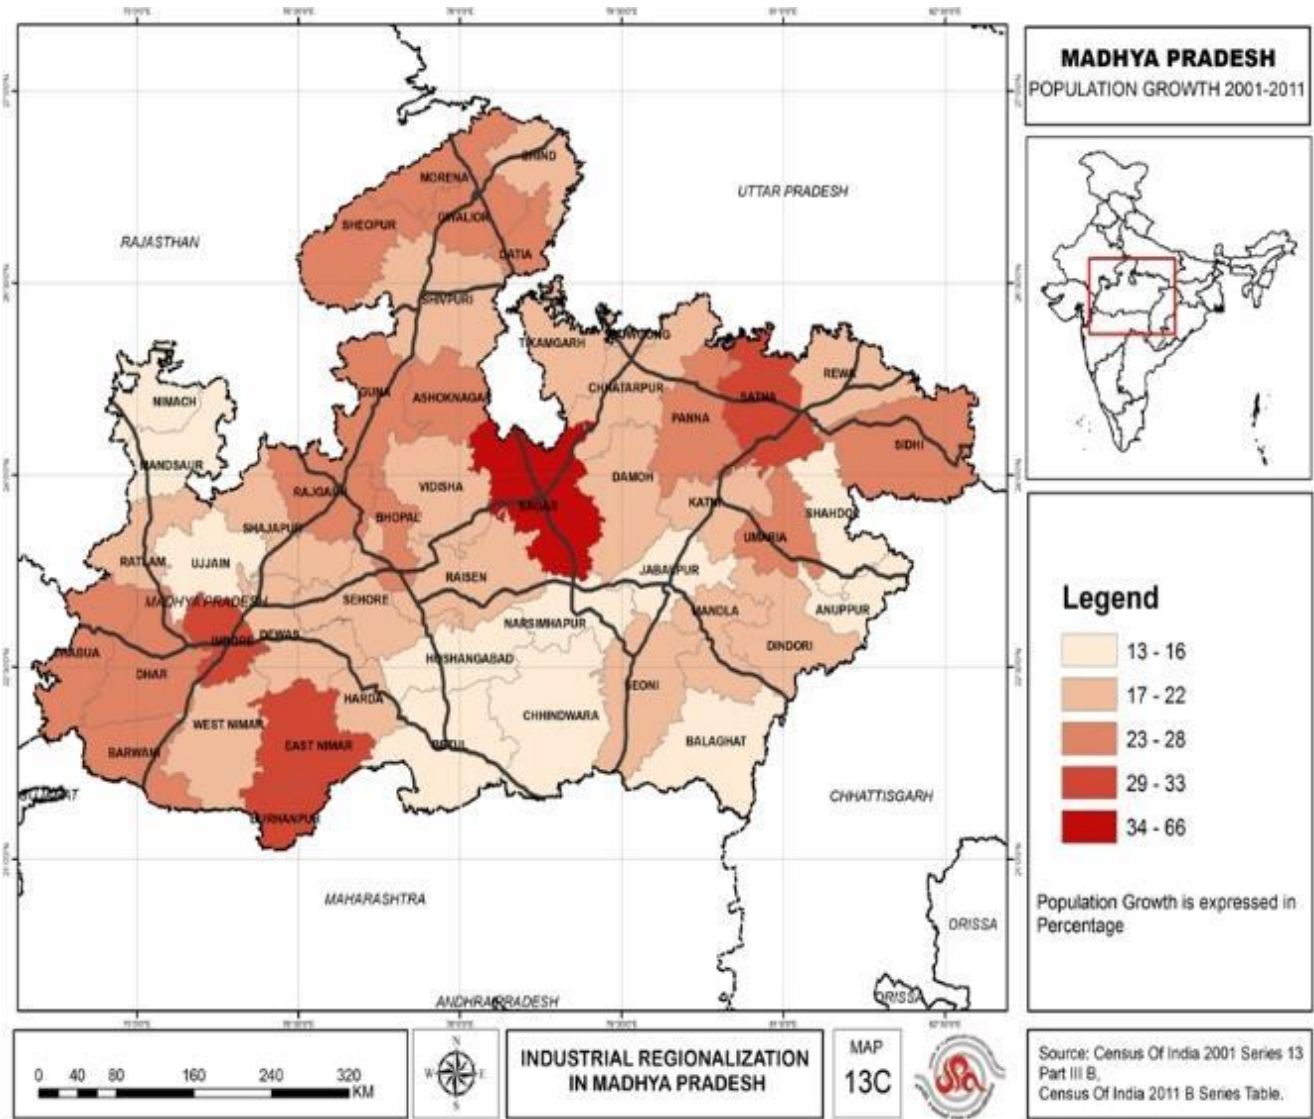 MADHYA PRADESH
POPULATION GROWTH 2001-2011
RAJASTHAN
UTTAR PRADESH
BHIND
MORENA
SHEOPUR
GWALIOR
DATIA
SHIVPURI
TIKAMGARH
CHHATARPUR
REWA
NIMACH
GUNA
ASHOKNAGAR
PANNA
SATNA
SIDHI
MANDSAUR
RAJGARH
VIDISHA
SAGAR
DAMOH
KATNI
SHAHDOL
SHAJAPUR
BHOPAL
UMARIA
RATLAM
UJJAIN
RAISEN
JABALPUR
MADHYA PRADESH
SEHORE
NARSIMHAPUR
MANDLA
ANUPPUR
INDORE
DEWAS
HOSHANGABAD
DINDORI
DHAR
HARDA
SEONI
WEST NIMAR
CHHINDWARA
EAST NIMAR
BETUL
BALAGHAT
BARWANI
BURHANPUR
CHHATTISGARH
MAHARASHTRA
ORISSA
ORISSA
ANDHRA PRADESH
Legend
13 - 16
17 - 22
23 - 28
29 - 33
34 - 66
Population Growth is expressed in
Percentage
0 40 80 160 240 320
KM
N
W E
S
INDUSTRIAL REGIONALIZATION
IN MADHYA PRADESH
MAP
13C
Source: Census Of India 2001 Series 13
Part III B,
Census Of India 2011 B Series Table.